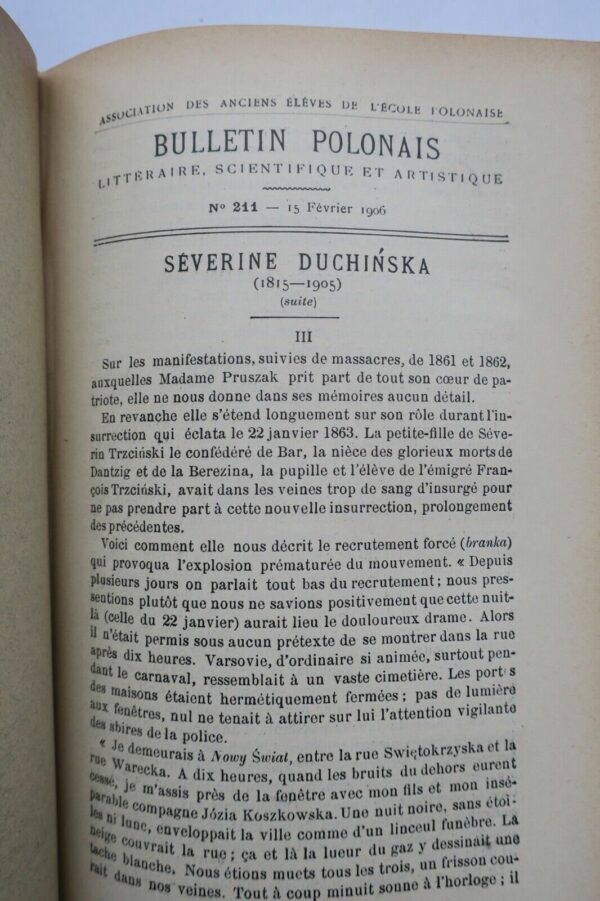 ASSOCIATION DES ANCIENS ÉLÈVES DE L'ÉCOLE POLONAISE
BULLETIN POLONAIS
LITTÉRAIRE, SCIENTIFIQUE ET ARTISTIQUE
No 211 — 15 Février 1906
SÉVERINE DUCHIŃSKA
(1815—1905)
(suite)
III
Sur les manifestations, suivies de massacres, de 1861 et 1862,
auxquelles Madame Pruszak prit part de tout son cœur de pa-
triote, elle ne nous donne dans ses mémoires aucun détail.
En revanche elle s'étend longuement sur son rôle durant l'in-
surrection qui éclata le 22 janvier 1863. La petite-fille de Séve-
rin Trzciński le confédéré de Bar, la nièce des glorieux morts de
Dantzig et de la Berezina, la pupille et l'élève de l'émigré Fran-
çois Trzciński, avait dans les veines trop de sang d'insurgé pour
ne pas prendre part à cette nouvelle insurrection, prolongement
des précédentes.
Voici comment elle nous décrit le recrutement forcé (branka)
qui provoqua l'explosion prématurée du mouvement. « Depuis
plusieurs jours on parlait tout bas du recrutement ; nous pres-
sentions plutôt que nous ne savions positivement que cette nuit-
là (celle du 22 janvier) aurait lieu le douloureux drame. Alors
il n'était permis sous aucun prétexte de se montrer dans la rue
après dix heures. Varsovie, d'ordinaire si animée, surtout pen-
dant le carnaval, ressemblait à un vaste cimetière. Les port s
des maisons étaient hermétiquement fermées ; pas de lumière
aux fenêtres, nul ne tenait à attirer sur lui l'attention vigilante
des sbires de la police.
« Je demeurais à Nowy Świat, entre la rue Swiętokrzyska et la
rue Warecka. A dix heures, quand les bruits du dehors eurent
cessé, je m'assis près de la fenêtre avec mon fils et mon insé-
parable compagne Józia Koszkowska. Une nuit noire, sans étoi-
les ni lune, enveloppait la ville comme d'un linceul funèbre. La
neige couvrait la rue ; ça et là la lueur du gaz y dessinait une
tache blanche. Nous étions muets tous les trois, un frisson cou-
rait dans nos veines. Tout à coup minuit sonne à l'horloge ; il